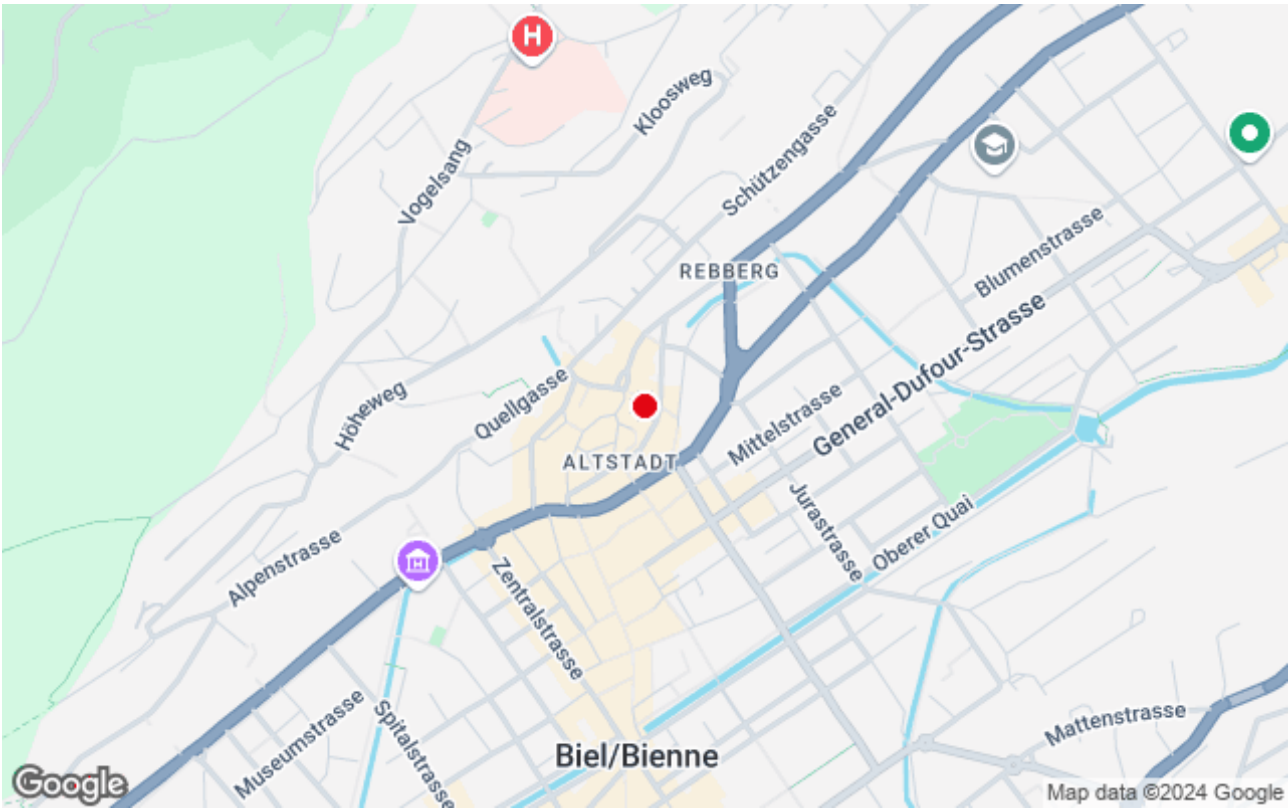 H
Kloosweg
Vogelsang
Schützengasse
REBBERG
Blumenstrasse
General-Dufour-Strasse
Höheweg
Quellgasse
Mittelstrasse
ALTSTADT
Jurastrasse
Oberer Quai
Alpenstrasse
Zentralstrasse
Museumstrasse
Spitalstrasse
Mattenstrasse
Biel/Bienne
Google
Map data ©2024 Google